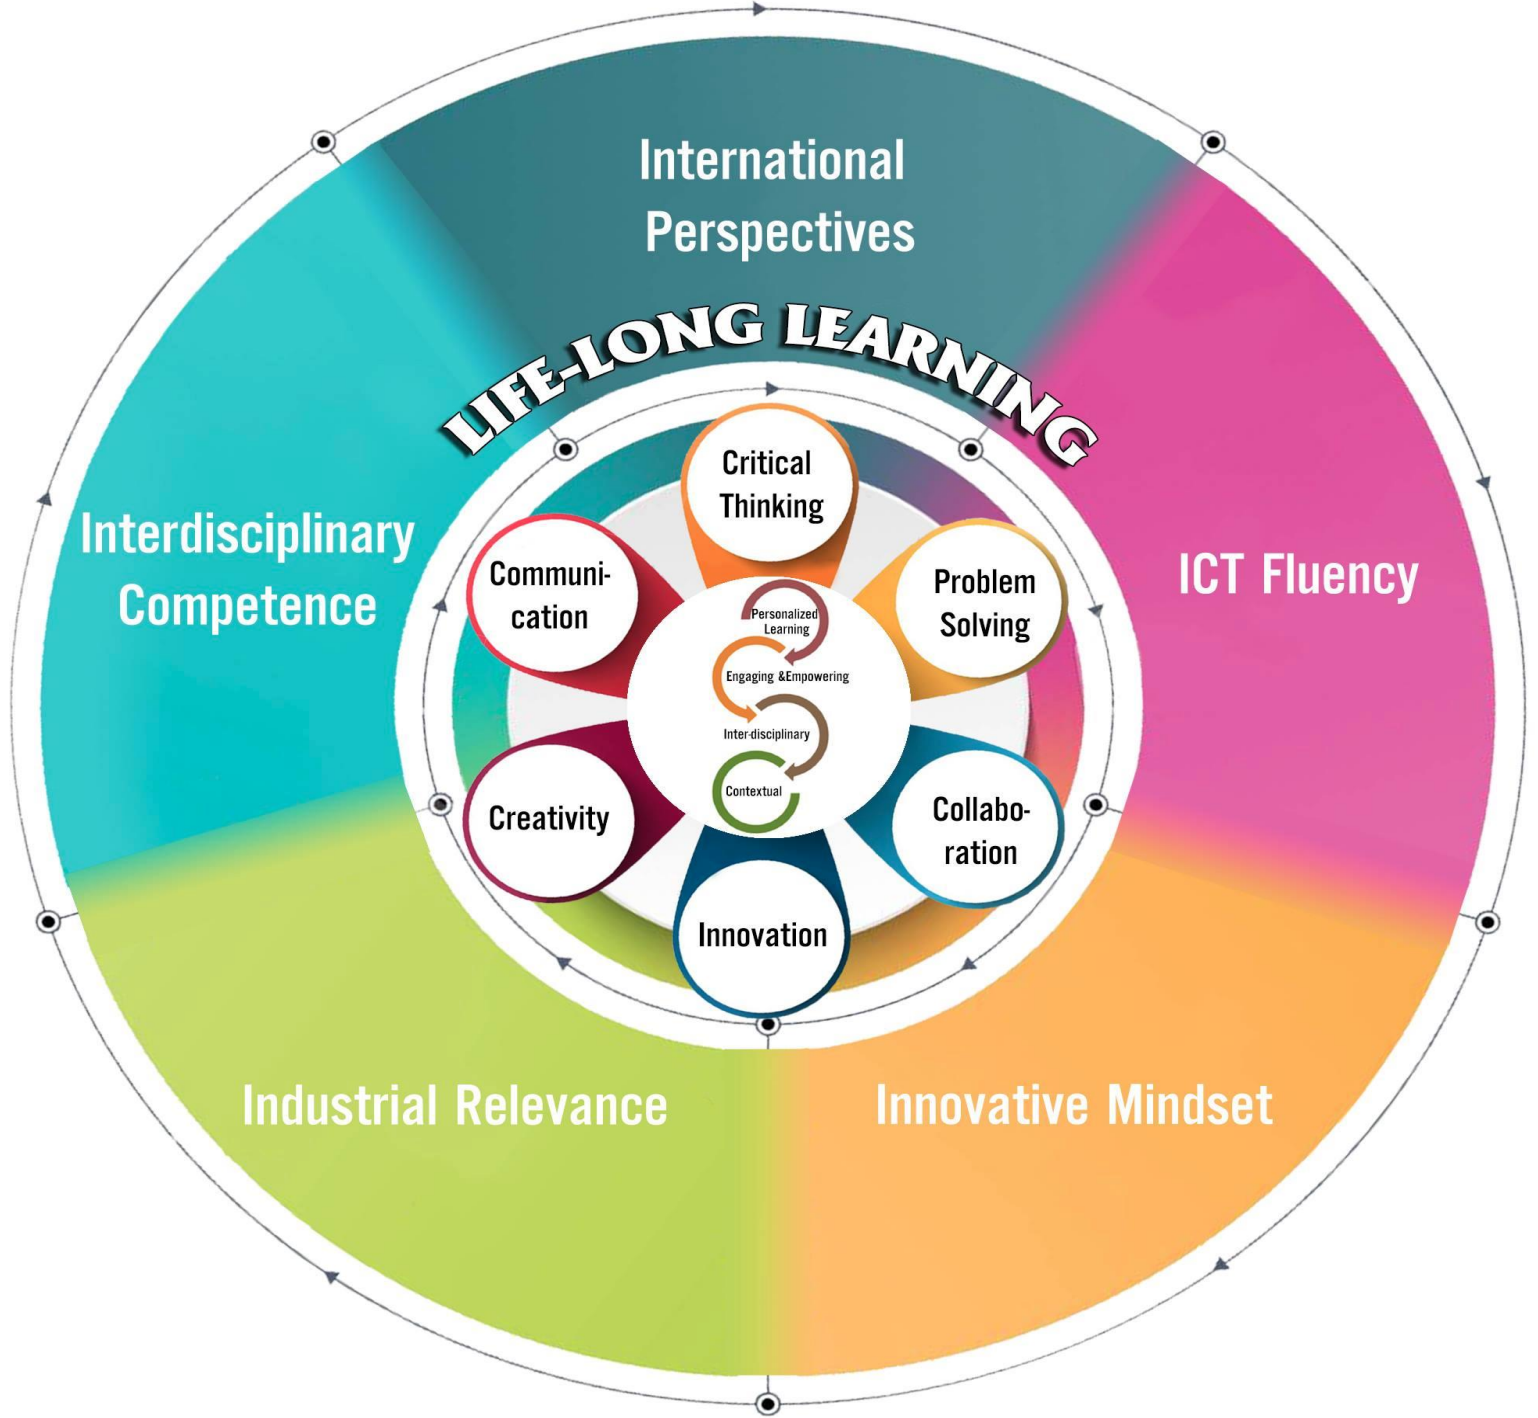 International
Perspectives
LIFE-LONG LEARNING
Interdisciplinary
Competence
ICT Fluency
Critical
Thinking
Communi-
cation
Problem
Solving
Personalized
Learning
Engaging &Empowering
Inter-disciplinary
Contextual
Creativity
Collabo-
ration
Innovation
Industrial Relevance
Innovative Mindset